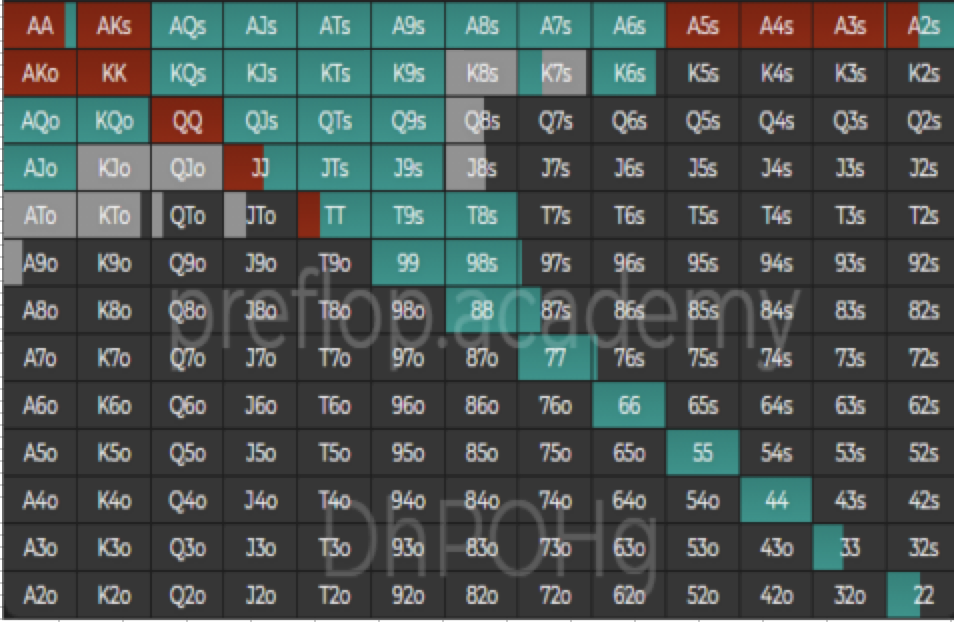 AA AKs AQs AJs ATs A9s A8s A7s A6s A5s A4s A3s A2s
AKo KK KQs KJs KTs K9s K8s K7s K6s K5s K4s K3s K2s
AQo KQo QQ QJs QTs Q9s Q8s Q7s Q6s Q5s Q4s Q3s Q2s
AJo KJo QJo JJ JTs J9s J8s J7s J6s J5s J4s J3s J2s
ATo KTo QTo JTo TT T9s T8s T7s T6s T5s T4s T3s T2s
A9o K9o Q9o J9o T9o 99 98s 97s 96s 95s 94s 93s 92s
A8o K8o Q8o J8o T8o 98o 88 87s 86s 85s 84s 83s 82s
preflop.academy
A7o K7o Q7o J7o T7o 97o 87o 77 76s 75s 74s 73s 72s
A6o K6o Q6o J6o T6o 96o 86o 76o 66 65s 64s 63s 62s
A5o K5o Q5o J5o T5o 95o 85o 75o 65o 55 54s 53s 52s
A4o K4o Q4o J4o T4o 94o 84o 74o 64o 54o 44 43s 42s
DhPOHg
A3o K3o Q3o J3o T3o 93o 83o 73o 63o 53o 43o 33 32s
A2o K2o Q2o J2o T2o 92o 82o 72o 62o 52o 42o 32o 22